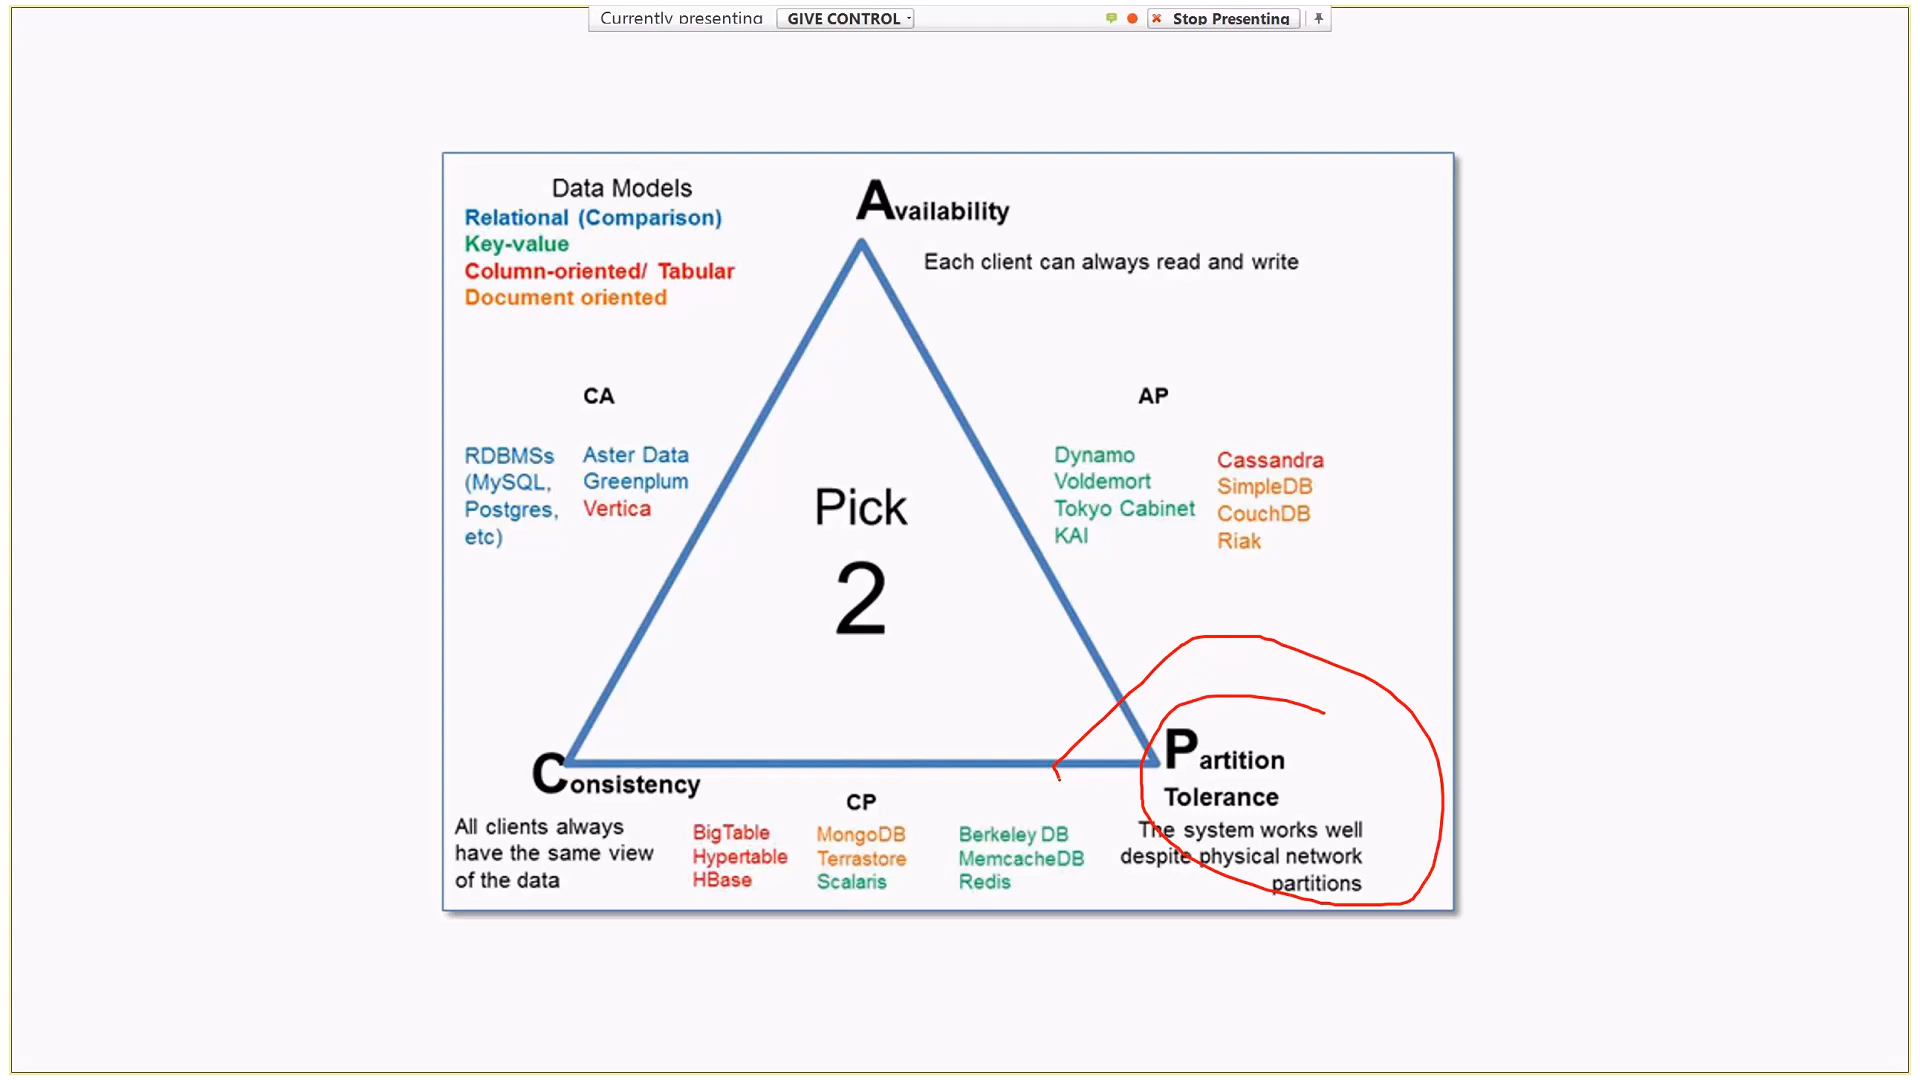 Currently presenting GIVE CONTROL Stop Presenting
Data Models
Relational (Comparison)
Key-value
Column-oriented/ Tabular
Document oriented
Availability
Each client can always read and write
CA
RDBMSs
(MySQL,
Postgres,
etc)
Aster Data
Greenplum
Vertica
Pick
2
AP
Dynamo
Voldemort
Tokyo Cabinet
KAI
Cassandra
SimpleDB
CouchDB
Riak
Consistency
All clients always
have the same view
of the data
CP
BigTable
Hypertable
HBase
MongoDB
Terrastore
Scalaris
Berkeley DB
MemcacheDB
Redis
Partition
Tolerance
The system works well
despite physical network
partitions